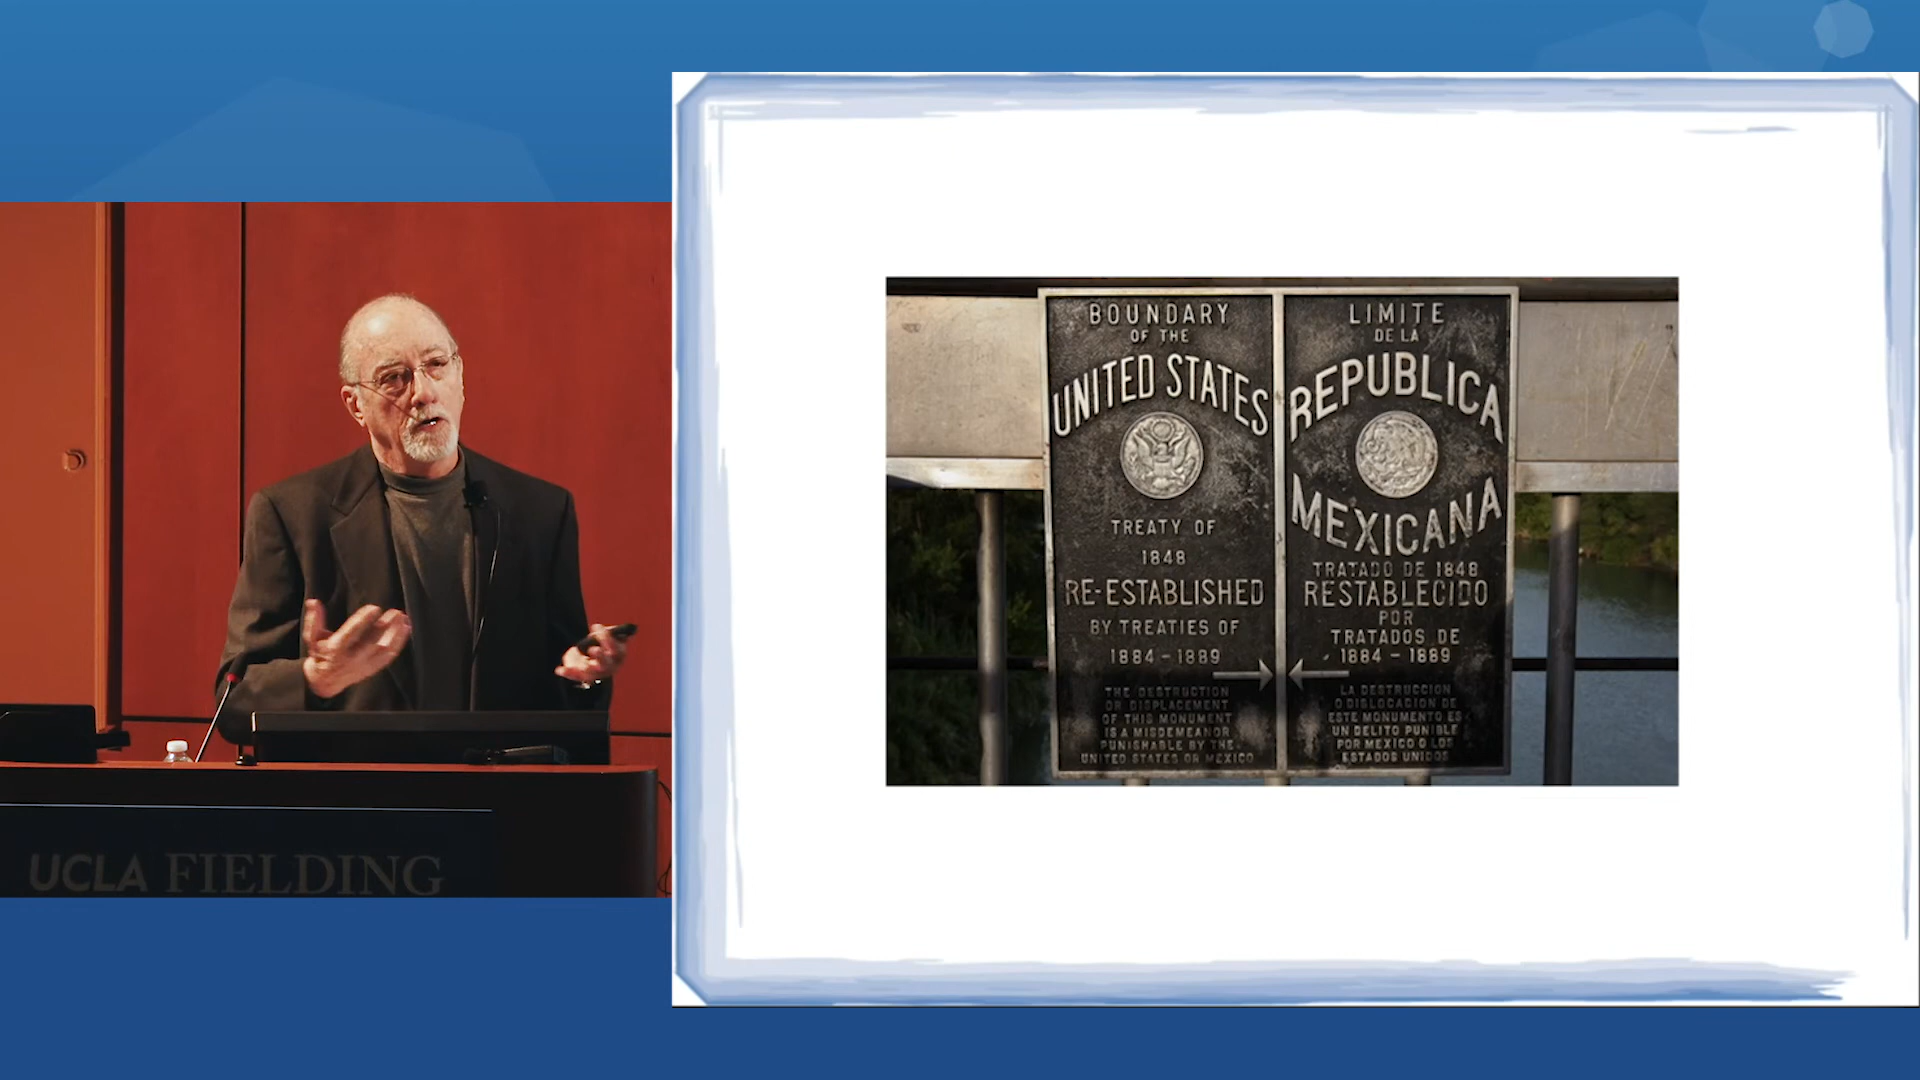 UCLA FIELDING
BOUNDARY
OF THE
UNITED STATES
TREATY OF
1848
RE-ESTABLISHED
BY TREATIES OF
1884 - 1889
THE DESTRUCTION
OR DISPLACEMENT
OF THIS MONUMENT
IS A MISDEMEANOR
PUNISHABLE BY THE
UNITED STATES OR MEXICO
LIMITE
DE LA
REPUBLICA
MEXICANA
TRATADO DE 1848
RESTABLECIDO
POR
TRATADOS DE
1884 - 1889
LA DESTRUCCION
O DISLOCACION DE
ESTE MONUMENTO ES
UN DELITO PUNIBLE
POR MEXICO O LOS
ESTADOS UNIDOS